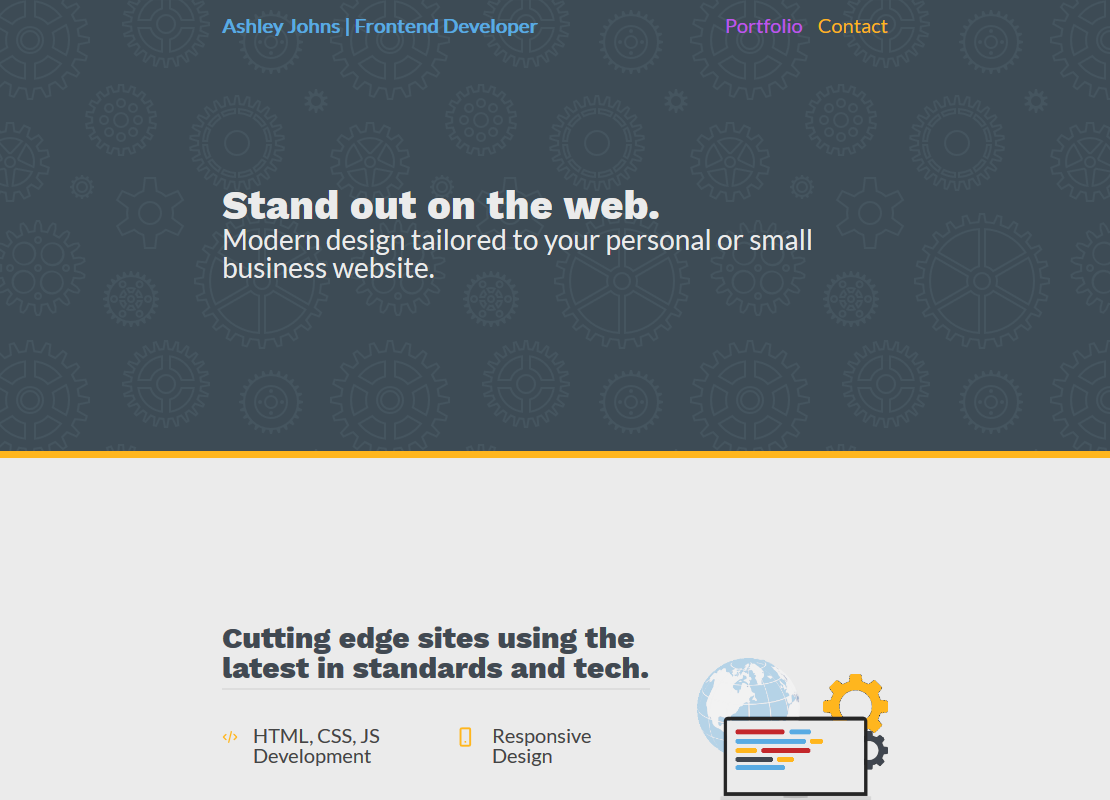 Ashley Johns | Frontend Developer
Portfolio Contact
Stand out on the web.
Modern design tailored to your personal or small
business website.
Cutting edge sites using the
latest in standards and tech.
HTML, CSS, JS
Development
Responsive
Design